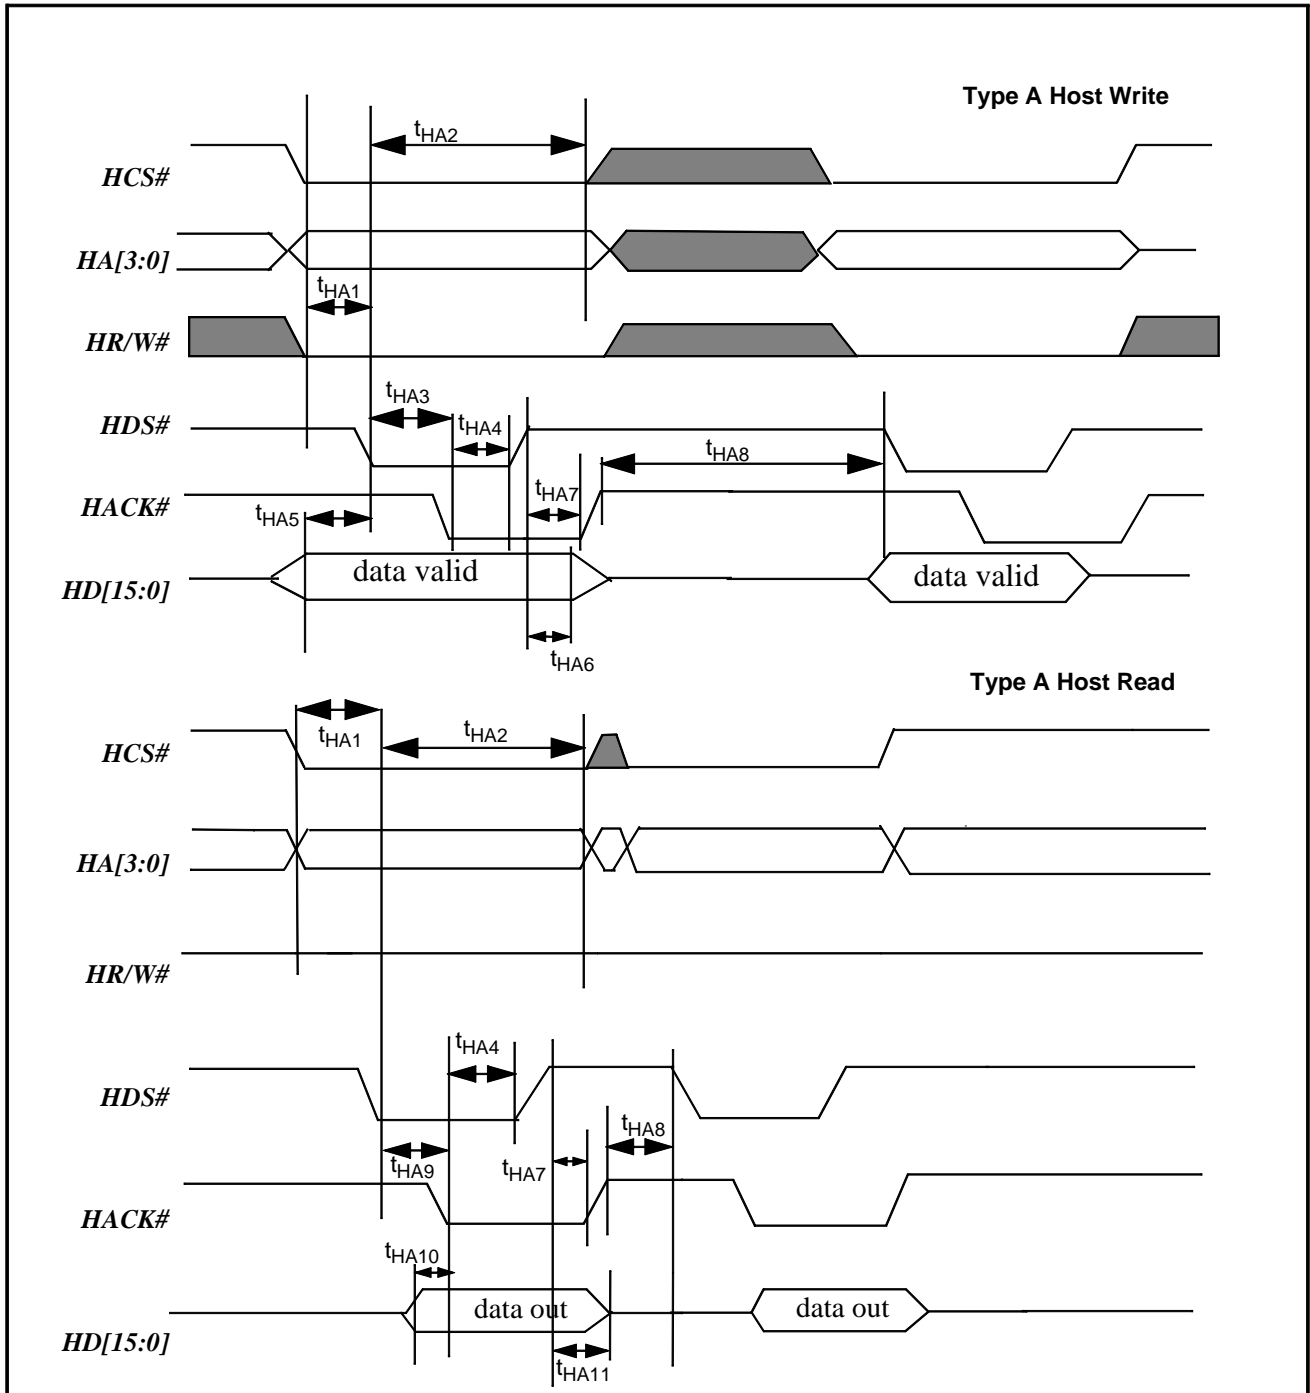 Type A Host Write
tHA2
HCS#
HA[3:0]
tHA1
HR/W#
tHA3
HDS#
tHA4
tHA8
tHA7
HACK#
tHA5
data valid
data valid
HD[15:0]
tHA6
Type A Host Read
tHA1
tHA2
HCS#
HA[3:0]
HR/W#
tHA4
HDS#
tHA8
tHA9
tHA7
HACK#
tHA10
data out
data out
HD[15:0]
tHA11